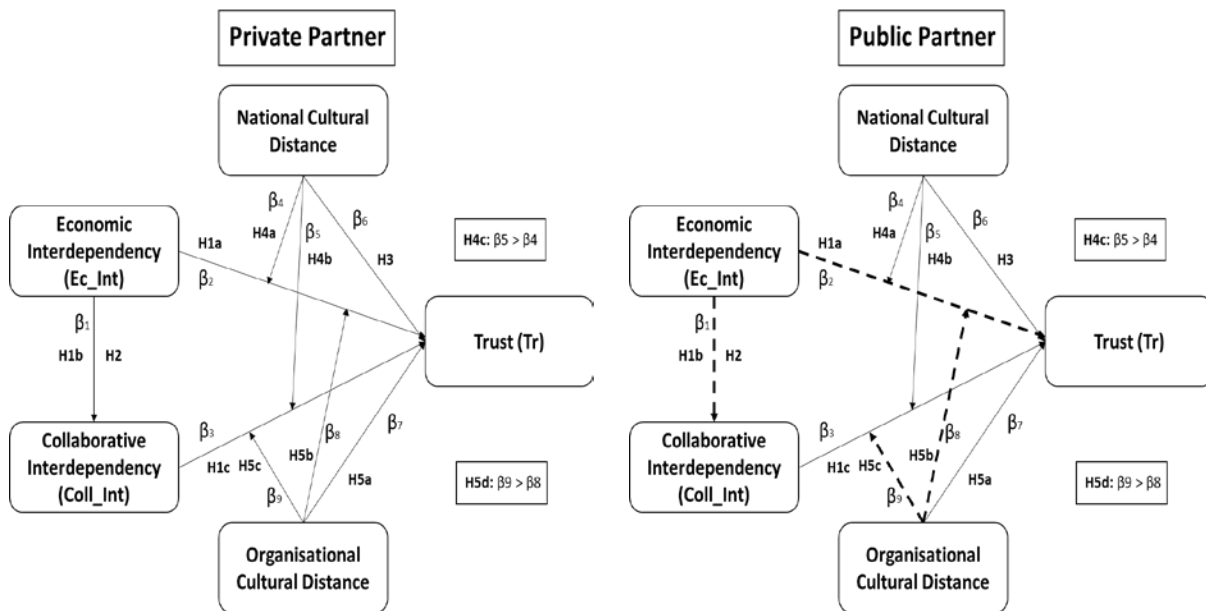 Private Partner
National Cultural
Distance
β4
H4a
β5
H4b
β6
H3
H4c: β5 > β4
Economic
Interdependency
(Ec_Int)
H1a
β2
β1
H1b
H2
Trust (Tr)
Collaborative
Interdependency
(Coll_Int)
β3
H1c
H5c
β9
H5b
β8
β7
H5a
H5d: β9 > β8
Organisational
Cultural Distance
Public Partner
National Cultural
Distance
β4
H4a
β5
H4b
β6
H3
H4c: β5 > β4
Economic
Interdependency
(Ec_Int)
H1a
β2
β1
H1b
H2
Trust (Tr)
Collaborative
Interdependency
(Coll_Int)
β3
H1c
H5c
β9
H5b
β8
β7
H5a
H5d: β9 > β8
Organisational
Cultural Distance